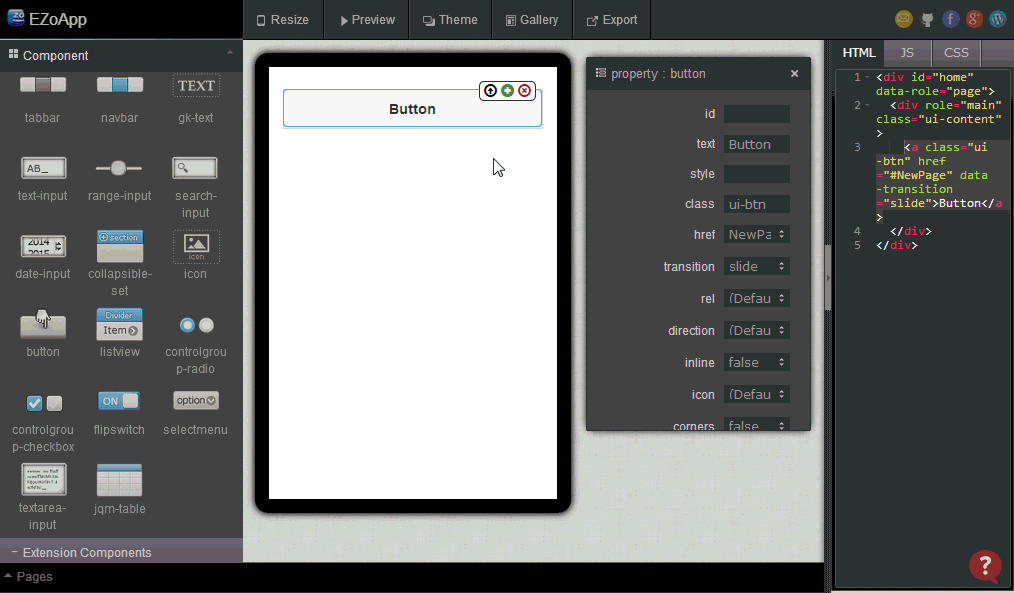 EZoApp
Resize
Preview
Theme
Gallery
Export
Component
tabbar
navbar
TEXT
gk-text
AB_
text-input
range-input
search-
input
date-input
section
collapsible-
set
icon
icon
button
Divider
Item
listview
controlgrou
p-radio
controlgrou
p-checkbox
ON
flipswitch
option
selectmenu
textarea-
input
jqm-table
- Extension Components
Pages
Button
property : button
×
id
text Button
style
class ui-btn
href NewPa
transition slide
rel (Defau
direction (Defau
inline false
icon (Defau
corners false
HTML
JS
CSS
1 <div id="home"
data-role="page">
2 <div role="main"
class="ui-content"
>
3 <a class="ui
-btn" href
="#NewPage" data
-transition
="slide">Button</a
>
4 </div>
5 </div>
?